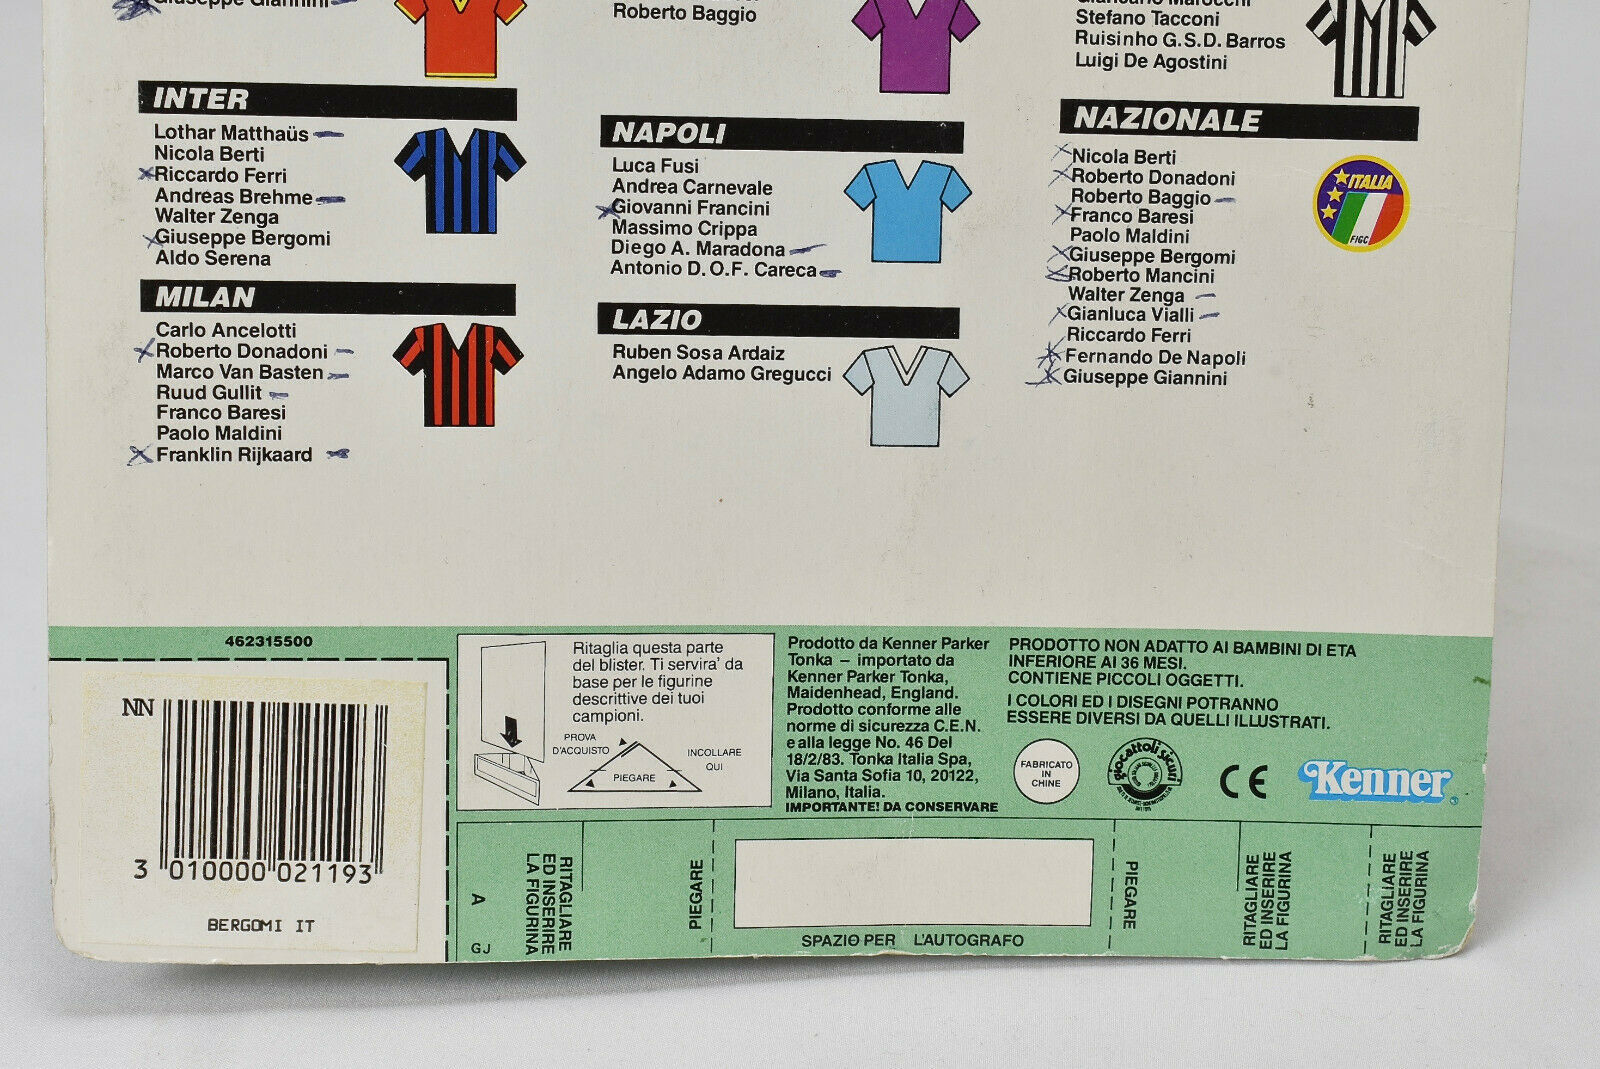 Giuseppe Giannini
INTER
Lothar Matthaüs
Nicola Berti
Riccardo Ferri
Andreas Brehme
Walter Zenga
Giuseppe Bergomi
Aldo Serena
MILAN
Carlo Ancelotti
Roberto Donadoni
Marco Van Basten
Ruud Gullit
Franco Baresi
Paolo Maldini
Franklin Rijkaard
Roberto Baggio
NAPOLI
Luca Fusi
Andrea Carnevale
Giovanni Francini
Massimo Crippa
Diego A. Maradona
Antonio D.O.F. Careca
LAZIO
Ruben Sosa Ardaiz
Angelo Adamo Gregucci
Giancarlo Marocchi
Stefano Tacconi
Ruisinho G.S.D. Barros
Luigi De Agostini
NAZIONALE
Nicola Berti
Roberto Donadoni
Roberto Baggio
Franco Baresi
Paolo Maldini
Giuseppe Bergomi
Roberto Mancini
Walter Zenga
Gianluca Vialli
Riccardo Ferri
Fernando De Napoli
Giuseppe Giannini
ITALIA
FIGC
462315500
NN
3 010000 021193
BERGOMI IT
Ritaglia questa parte
del blister. Ti servira' da
base per le figurine
descrittive dei tuoi
campioni.
PROVA
D'ACQUISTO
PIEGARE
INCOLLARE
QUI
Prodotto da Kenner Parker
Tonka – importato da
Kenner Parker Tonka,
Maidenhead, England.
Prodotto conforme alle
norme di sicurezza C.E.N.
e alla legge No. 46 Del
18/2/83. Tonka Italia Spa,
Via Santa Sofia 10, 20122,
Milano, Italia.
IMPORTANTE! DA CONSERVARE
PRODOTTO NON ADATTO AI BAMBINI DI ETA
INFERIORE AI 36 MESI.
CONTIENE PICCOLI OGGETTI.
I COLORI ED I DISEGNI POTRANNO
ESSERE DIVERSI DA QUELLI ILLUSTRATI.
FABRICATO
IN
CHINE
giocattoli sicuri
CE
Kenner
A
GJ
RITAGLIARE
ED INSERIRE
LA FIGURINA
PIEGARE
SPAZIO PER L'AUTOGRAFO
PIEGARE
RITAGLIARE
ED INSERIRE
LA FIGURINA
RITAGLIARE
ED INSERIRE
LA FIGURINA